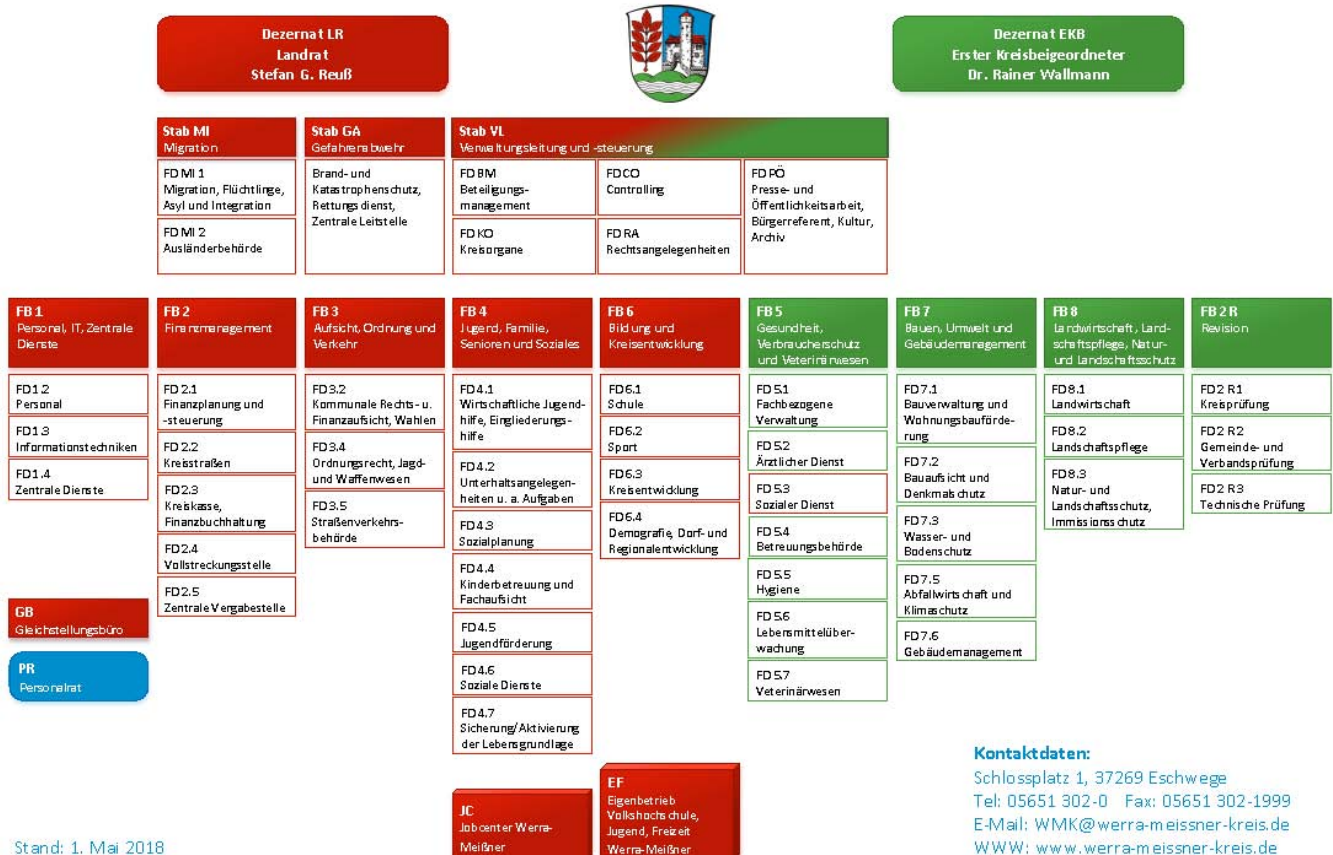 Dezernat LR
Landrat
Stefan G. Reuß
Dezernat EKB
Erster Kreisbeigeordneter
Dr. Rainer Wallmann
Stab MI
Migration
FD MI 1
Migration, Flüchtlinge,
Asyl und Integration
FD MI 2
Ausländerbehörde
Stab GA
Gefahrenabwehr
Brand- und
Katastrophenschutz,
Rettungsdienst,
Zentrale Leitstelle
Stab VL
Verwaltungsleitung und -steuerung
FD BM
Beteiligungs-
management
FD KO
Kreisorgane
FD CO
Controlling
FD RA
Rechtsangelegenheiten
FD PÖ
Presse- und
Öffentlichkeitsarbeit,
Bürgerreferent, Kultur,
Archiv
FB 1
Personal, IT, Zentrale
Dienste
FD 1.2
Personal
FD 1.3
Informationstechniken
FD 1.4
Zentrale Dienste
GB
Gleichstellungsbüro
PR
Personalrat
FB 2
Finanzmanagement
FD 2.1
Finanzplanung und
-steuerung
FD 2.2
Kreisstraßen
FD 2.3
Kreiskasse,
Finanzbuchhaltung
FD 2.4
Vollstreckungsstelle
FD 2.5
Zentrale Vergabestelle
FB 3
Aufsicht, Ordnung und
Verkehr
FD 3.2
Kommunale Rechts- u.
Finanzaufsicht, Wahlen
FD 3.4
Ordnungsrecht, Jagd-
und Waffenwesen
FD 3.5
Straßenverkehrs-
behörde
FB 4
Jugend, Familie,
Senioren und Soziales
FD 4.1
Wirtschaftliche Jugend-
hilfe, Eingliederungs-
hilfe
FD 4.2
Unterhaltsangelegen-
heiten u. a. Aufgaben
FD 4.3
Sozialplanung
FD 4.4
Kinderbetreuung und
Fachaufsicht
FD 4.5
Jugendförderung
FD 4.6
Soziale Dienste
FD 4.7
Sicherung/Aktivierung
der Lebensgrundlage
JC
Jobcenter Werra-
Meißner
FB 6
Bildung und
Kreisentwicklung
FD 6.1
Schule
FD 6.2
Sport
FD 6.3
Kreisentwicklung
FD 6.4
Demografie, Dorf- und
Regionalentwicklung
EF
Eigenbetrieb
Volkshochschule,
Jugend, Freizeit
Werra-Meißner
FB 5
Gesundheit,
Verbraucherschutz
und Veterinärwesen
FD 5.1
Fachbezogene
Verwaltung
FD 5.2
Ärztlicher Dienst
FD 5.3
Sozialer Dienst
FD 5.4
Betreuungsbehörde
FD 5.5
Hygiene
FD 5.6
Lebensmittelüber-
wachung
FD 5.7
Veterinärwesen
FB 7
Bauen, Umwelt und
Gebäudemanagement
FD 7.1
Bauverwaltung und
Wohnungsbauförde-
rung
FD 7.2
Bauaufsicht und
Denkmalschutz
FD 7.3
Wasser- und
Bodenschutz
FD 7.5
Abfallwirtschaft und
Klimaschutz
FD 7.6
Gebäudemanagement
FB 8
Landwirtschaft, Land-
schaftspflege, Natur-
und Landschaftsschutz
FD 8.1
Landwirtschaft
FD 8.2
Landschaftspflege
FD 8.3
Natur- und
Landschaftsschutz,
Immissionsschutz
FB 2 R
Revision
FD 2 R1
Kreisprüfung
FD 2 R2
Gemeinde- und
Verbandsprüfung
FD 2 R3
Technische Prüfung
Kontaktdaten:
Schlossplatz 1, 37269 Eschwege
Tel: 05651 302-0 Fax: 05651 302-1999
E-Mail: WMK@werra-meissner-kreis.de
WWW: www.werra-meissner-kreis.de
Stand: 1. Mai 2018